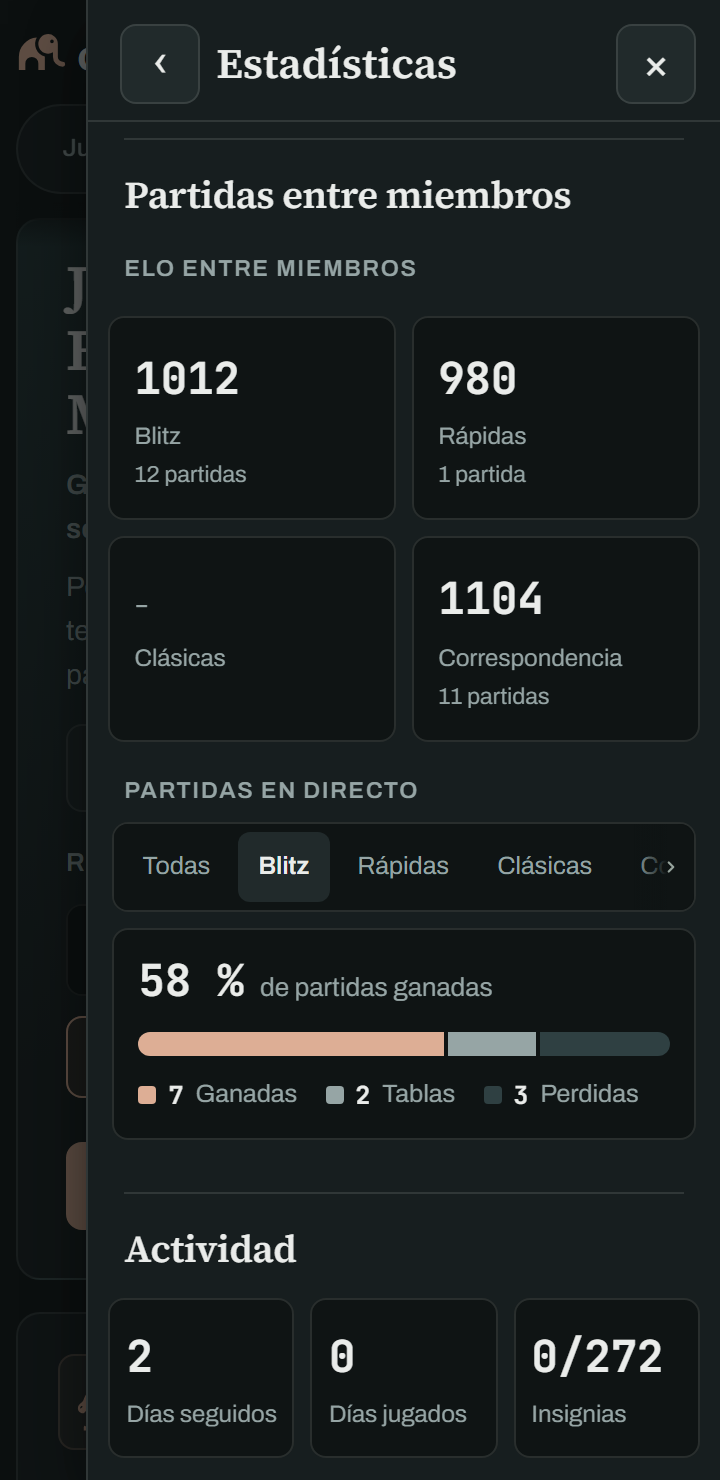 ‹ Estadísticas ×
Partidas entre miembros
ELO ENTRE MIEMBROS
1012
Blitz
12 partidas
980
Rápidas
1 partida
-
Clásicas
1104
Correspondencia
11 partidas
PARTIDAS EN DIRECTO
Todas Blitz Rápidas Clásicas ›
58 % de partidas ganadas
7 Ganadas 2 Tablas 3 Perdidas
Actividad
2
Días seguidos
0
Días jugados
0/272
Insignias